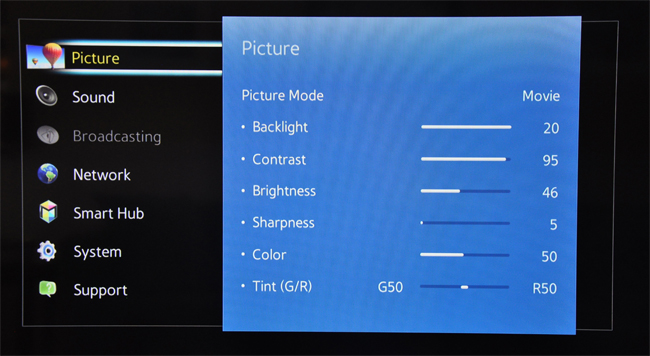 Picture
Sound
Broadcasting
Network
Smart Hub
System
Support
Picture
Picture Mode Movie
· Backlight 20
· Contrast 95
· Brightness 46
· Sharpness 5
· Color 50
· Tint (G/R) G50 R50